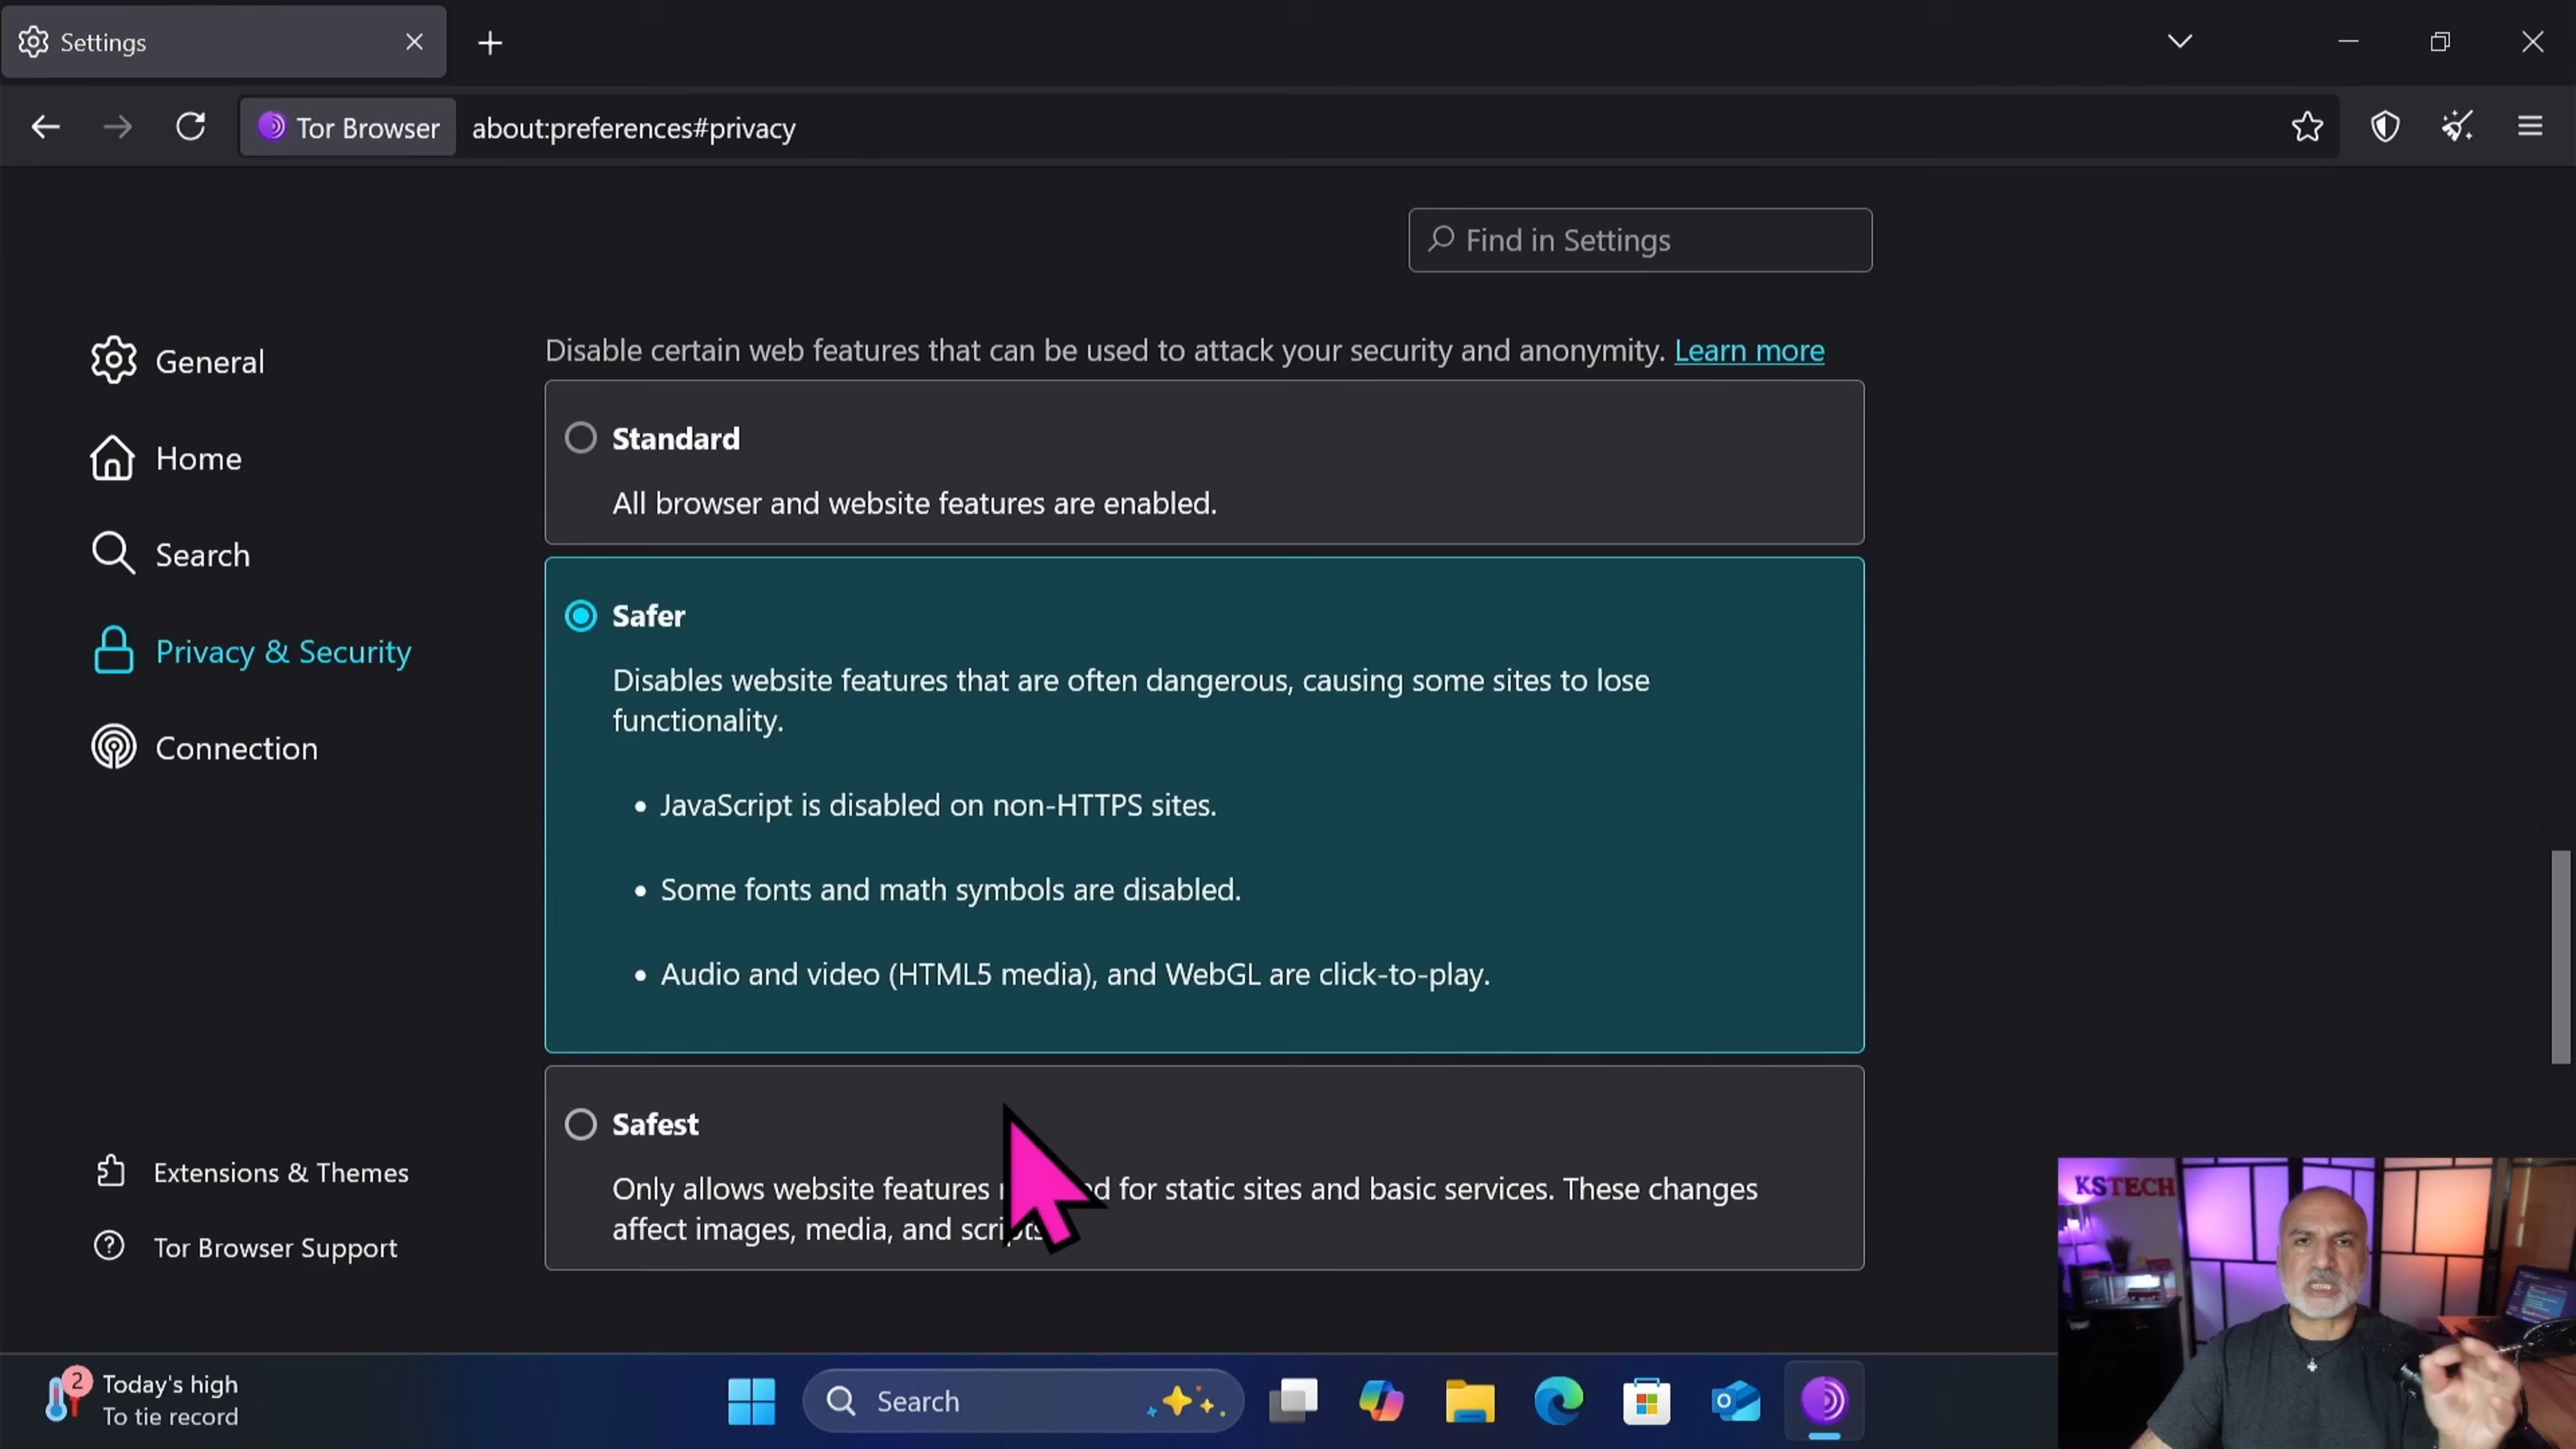 Settings
Tor Browser
about:preferences#privacy
Find in Settings
General
Home
Search
Privacy & Security
Connection
Extensions & Themes
Tor Browser Support
Disable certain web features that can be used to attack your security and anonymity. Learn more
Standard
All browser and website features are enabled.
Safer
Disables website features that are often dangerous, causing some sites to lose
functionality.
• JavaScript is disabled on non-HTTPS sites.
• Some fonts and math symbols are disabled.
• Audio and video (HTML5 media), and WebGL are click-to-play.
Safest
Only allows website features for static sites and basic services. These changes
affect images, media, and scripts
KSTECH
2
Today's high
To tie record
Search